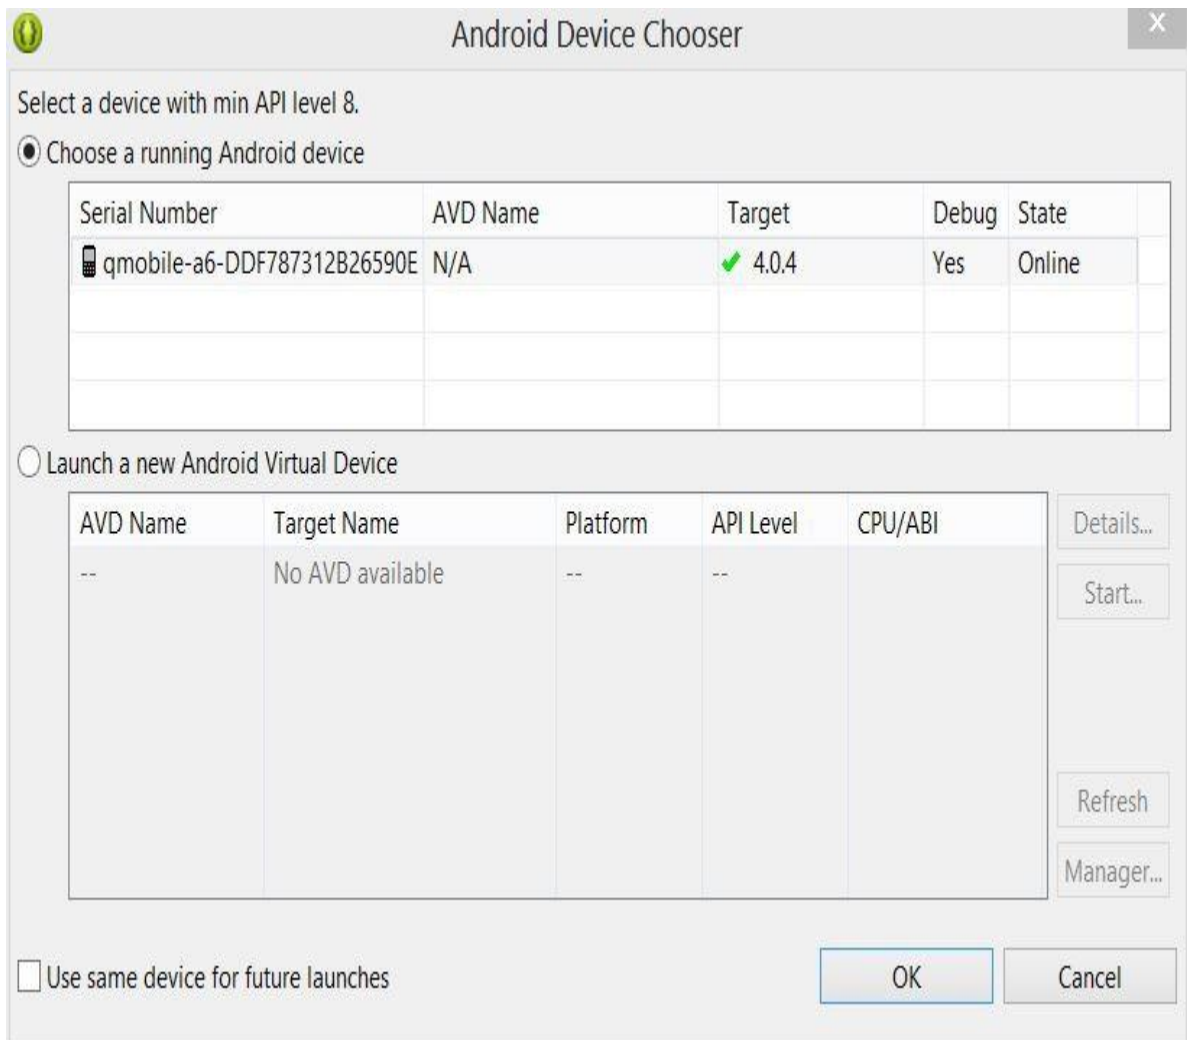 Android Device Chooser
X
Select a device with min API level 8.
Choose a running Android device
Serial Number AVD Name Target Debug State
qmobile-a6-DDF787312B26590E N/A 4.0.4 Yes Online
Launch a new Android Virtual Device
AVD Name Target Name Platform API Level CPU/ABI
-- No AVD available -- --
Details...
Start...
Refresh
Manager...
Use same device for future launches
OK
Cancel